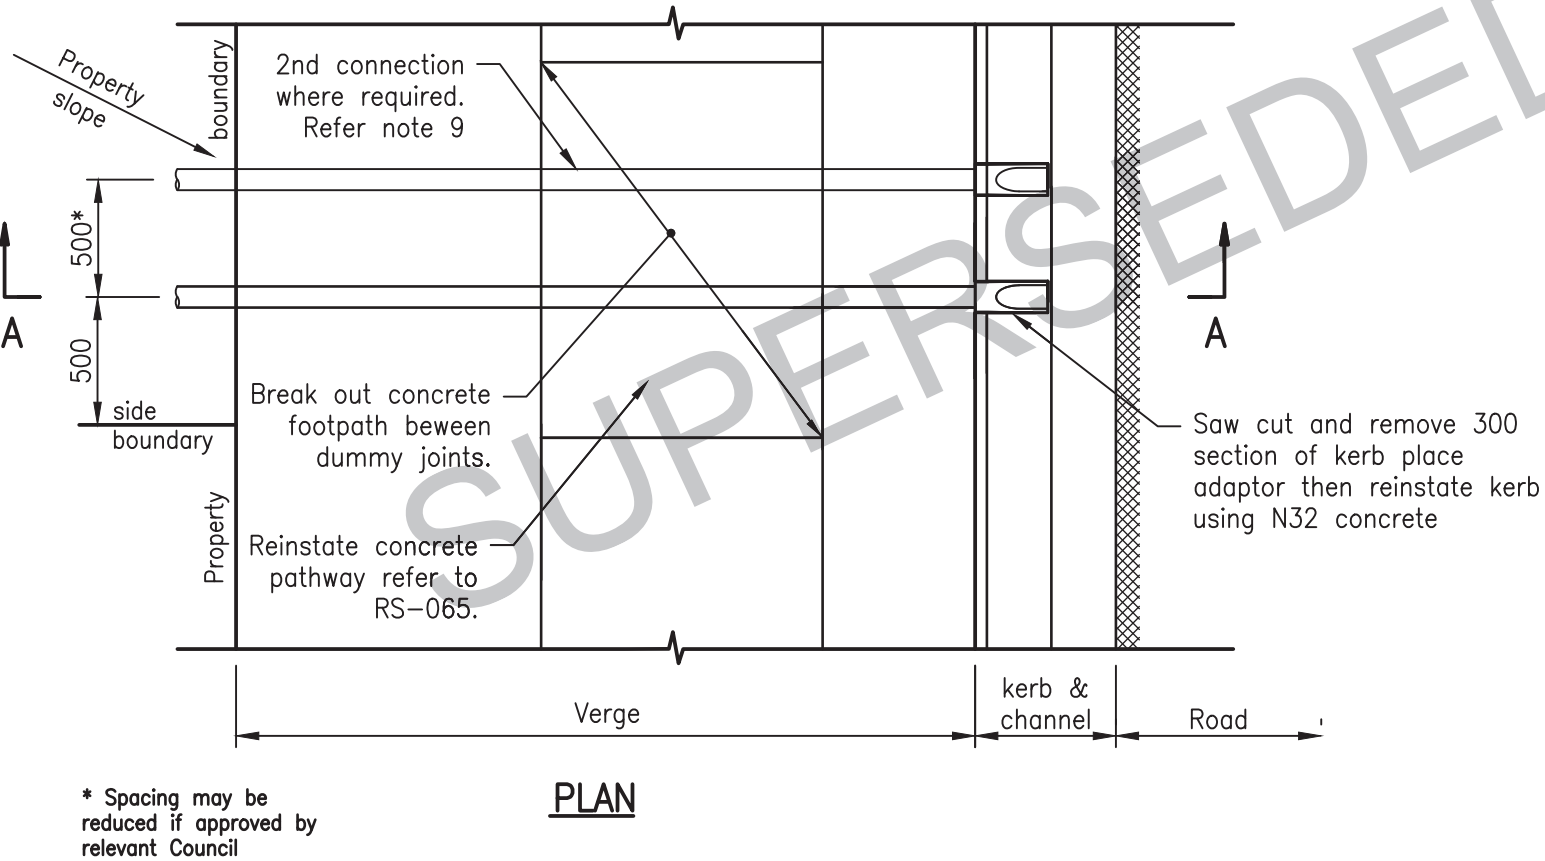 Property
slope
boundary
2nd connection
where required.
Refer note 9
500*
A
500
side
boundary
Property
Break out concrete
footpath beween
dummy joints.
Reinstate concrete
pathway refer to
RS-065.
SUPERSEDED
A
Saw cut and remove 300
section of kerb place
adaptor then reinstate kerb
using N32 concrete
Verge
kerb &
channel
Road
PLAN
* Spacing may be
reduced if approved by
relevant Council